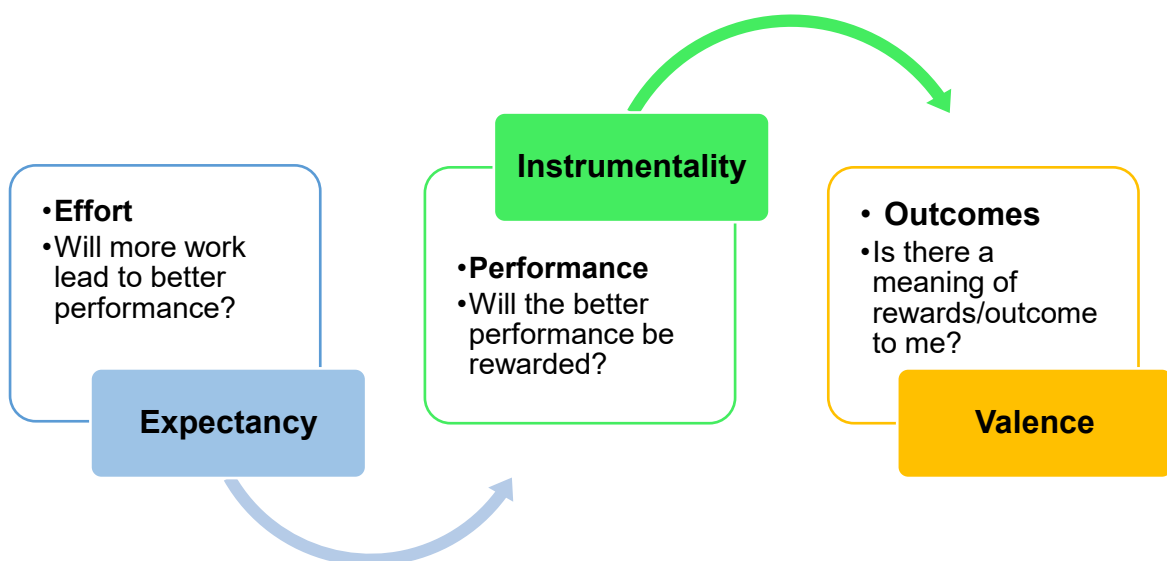 •Effort
•Will more work
lead to better
performance?
Expectancy
Instrumentality
•Performance
•Will the better
performance be
rewarded?
• Outcomes
•Is there a
meaning of
rewards/outcome
to me?
Valence